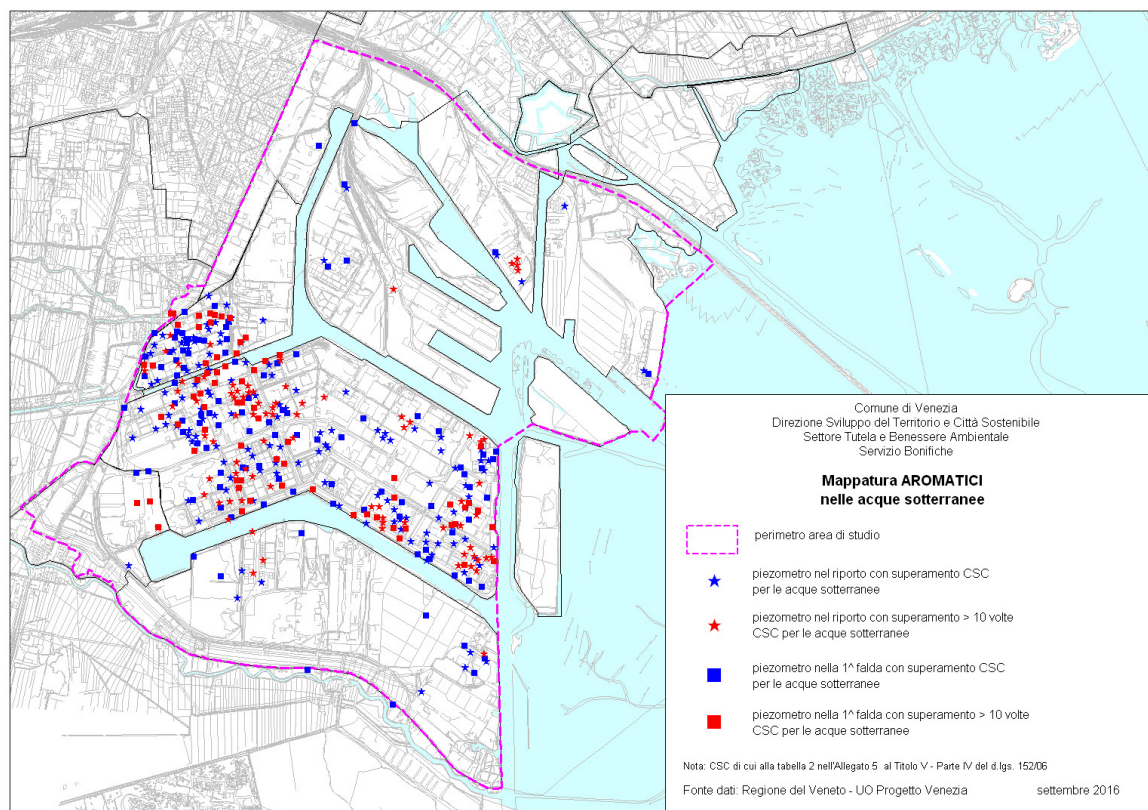 Comune di Venezia
Direzione Sviluppo del Territorio e Città Sostenibile
Settore Tutela e Benessere Ambientale
Servizio Bonifiche
Mappatura AROMATICI
nelle acque sotterranee
perimetro area di studio
piezometro nel riporto con superamento CSC
per le acque sotterranee
piezometro nel riporto con superamento > 10 volte
CSC per le acque sotterranee
piezometro nella 1^ falda con superamento CSC
per le acque sotterranee
piezometro nella 1^ falda con superamento > 10 volte
CSC per le acque sotterranee
Nota: CSC di cui alla tabella 2 nell'Allegato 5 al Titolo V - Parte IV del d.lgs. 152/06
Fonte dati: Regione del Veneto - UO Progetto Venezia settembre 2016